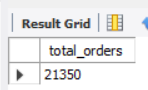 Result Grid
total_orders
21350